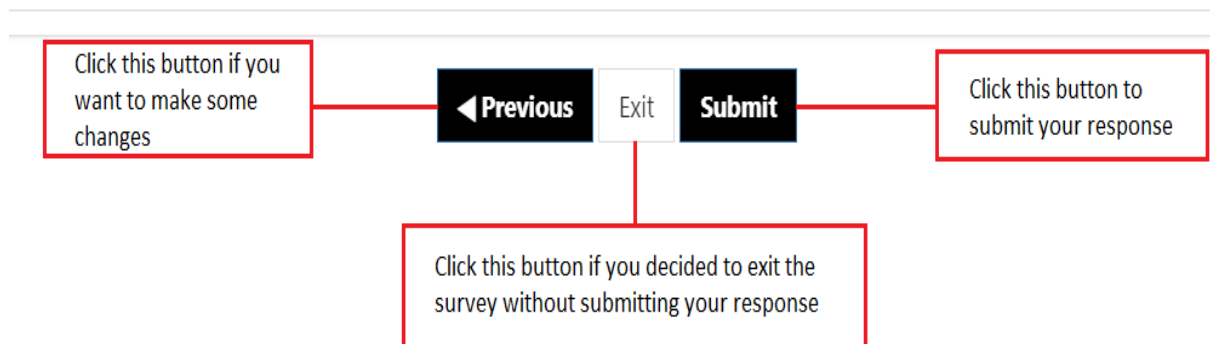 Click this button if you
want to make some
changes
Previous
Exit
Submit
Click this button to
submit your response
Click this button if you decided to exit the
survey without submitting your response